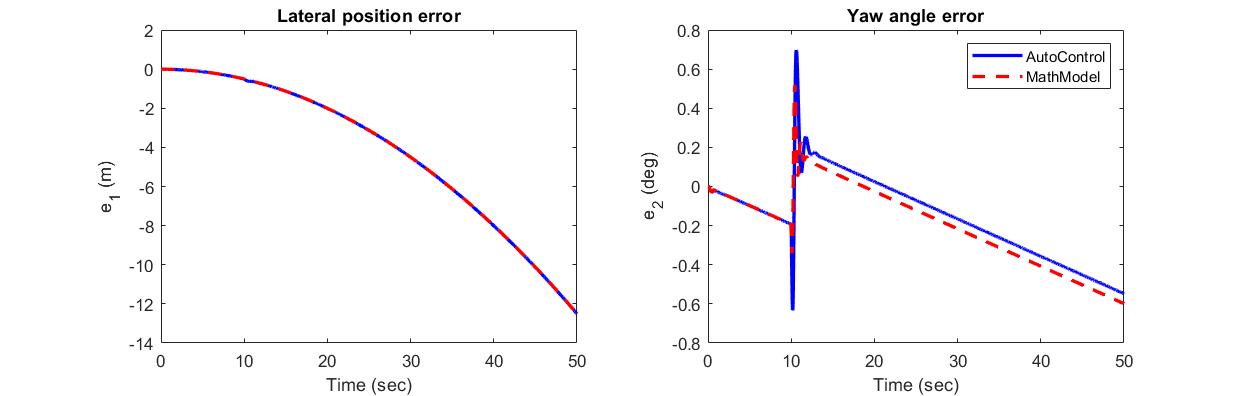 Lateral position error
2
0
-2
-4
-6
-8
-10
-12
-14
e1 (m)
0 10 20 30 40 50
Time (sec)
Yaw angle error
0.8
0.6
0.4
0.2
0
-0.2
-0.4
-0.6
-0.8
e2 (deg)
AutoControl
MathModel
0 10 20 30 40 50
Time (sec)